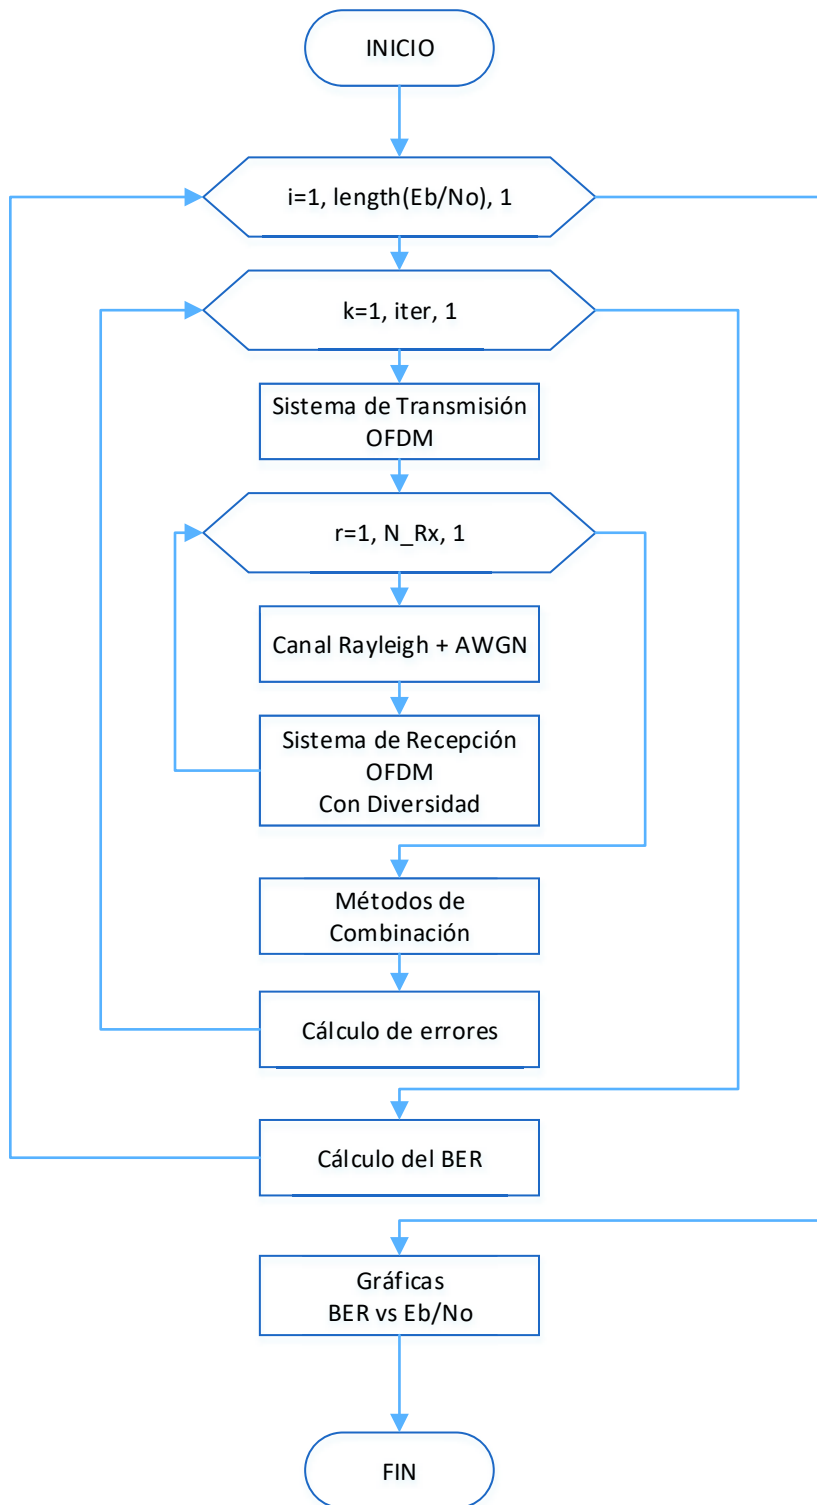 INICIO
i=1, length(Eb/No), 1
k=1, iter, 1
Sistema de Transmisión
OFDM
r=1, N_Rx, 1
Canal Rayleigh + AWGN
Sistema de Recepción
OFDM
Con Diversidad
Métodos de
Combinación
Cálculo de errores
Cálculo del BER
Gráficas
BER vs Eb/No
FIN